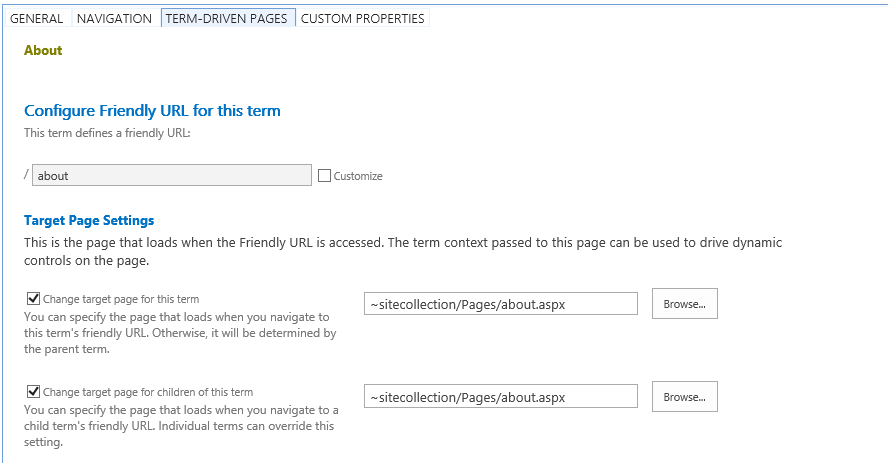 GENERAL NAVIGATION TERM-DRIVEN PAGES CUSTOM PROPERTIES
About
Configure Friendly URL for this term
This term defines a friendly URL:
/ about Customize
Target Page Settings
This is the page that loads when the Friendly URL is accessed. The term context passed to this page can be used to drive dynamic
controls on the page.
Change target page for this term ~sitecollection/Pages/about.aspx Browse...
You can specify the page that loads when you navigate to
this term's friendly URL. Otherwise, it will be determined by
the parent term.
Change target page for children of this term ~sitecollection/Pages/about.aspx Browse...
You can specify the page that loads when you navigate to a
child term's friendly URL. Individual terms can override this
setting.